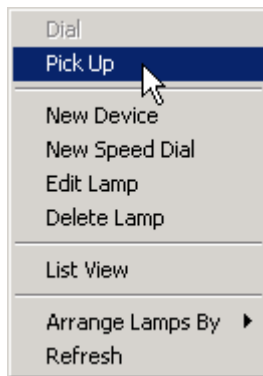 Dial
Pick Up
New Device
New Speed Dial
Edit Lamp
Delete Lamp
List View
Arrange Lamps By
Refresh